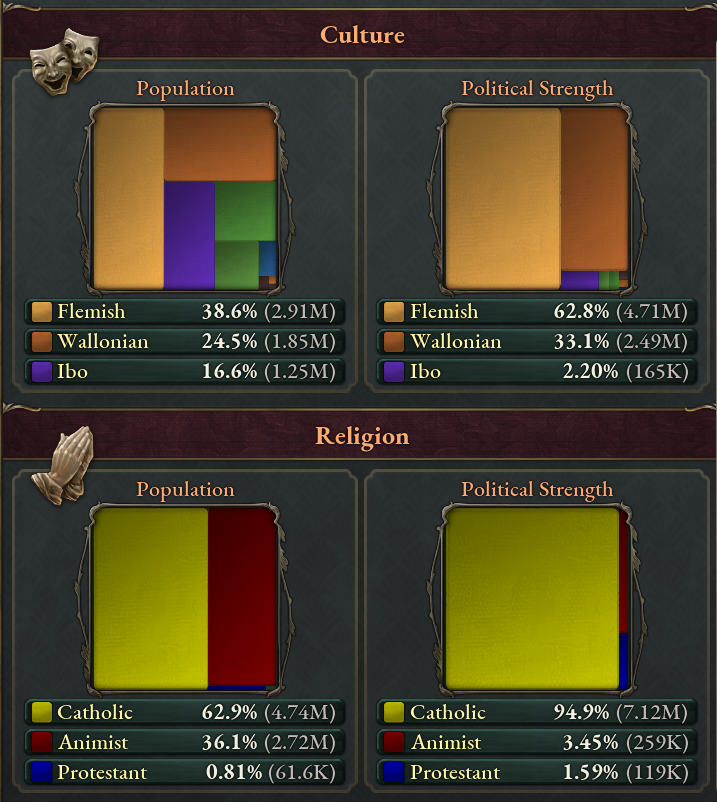 Culture
Population
Flemish 38.6% (2.91M)
Wallonian 24.5% (1.85M)
Ibo 16.6% (1.25M)
Political Strength
Flemish 62.8% (4.71M)
Wallonian 33.1% (2.49M)
Ibo 2.20% (165K)
Religion
Population
Catholic 62.9% (4.74M)
Animist 36.1% (2.72M)
Protestant 0.81% (61.6K)
Political Strength
Catholic 94.9% (7.12M)
Animist 3.45% (259K)
Protestant 1.59% (119K)